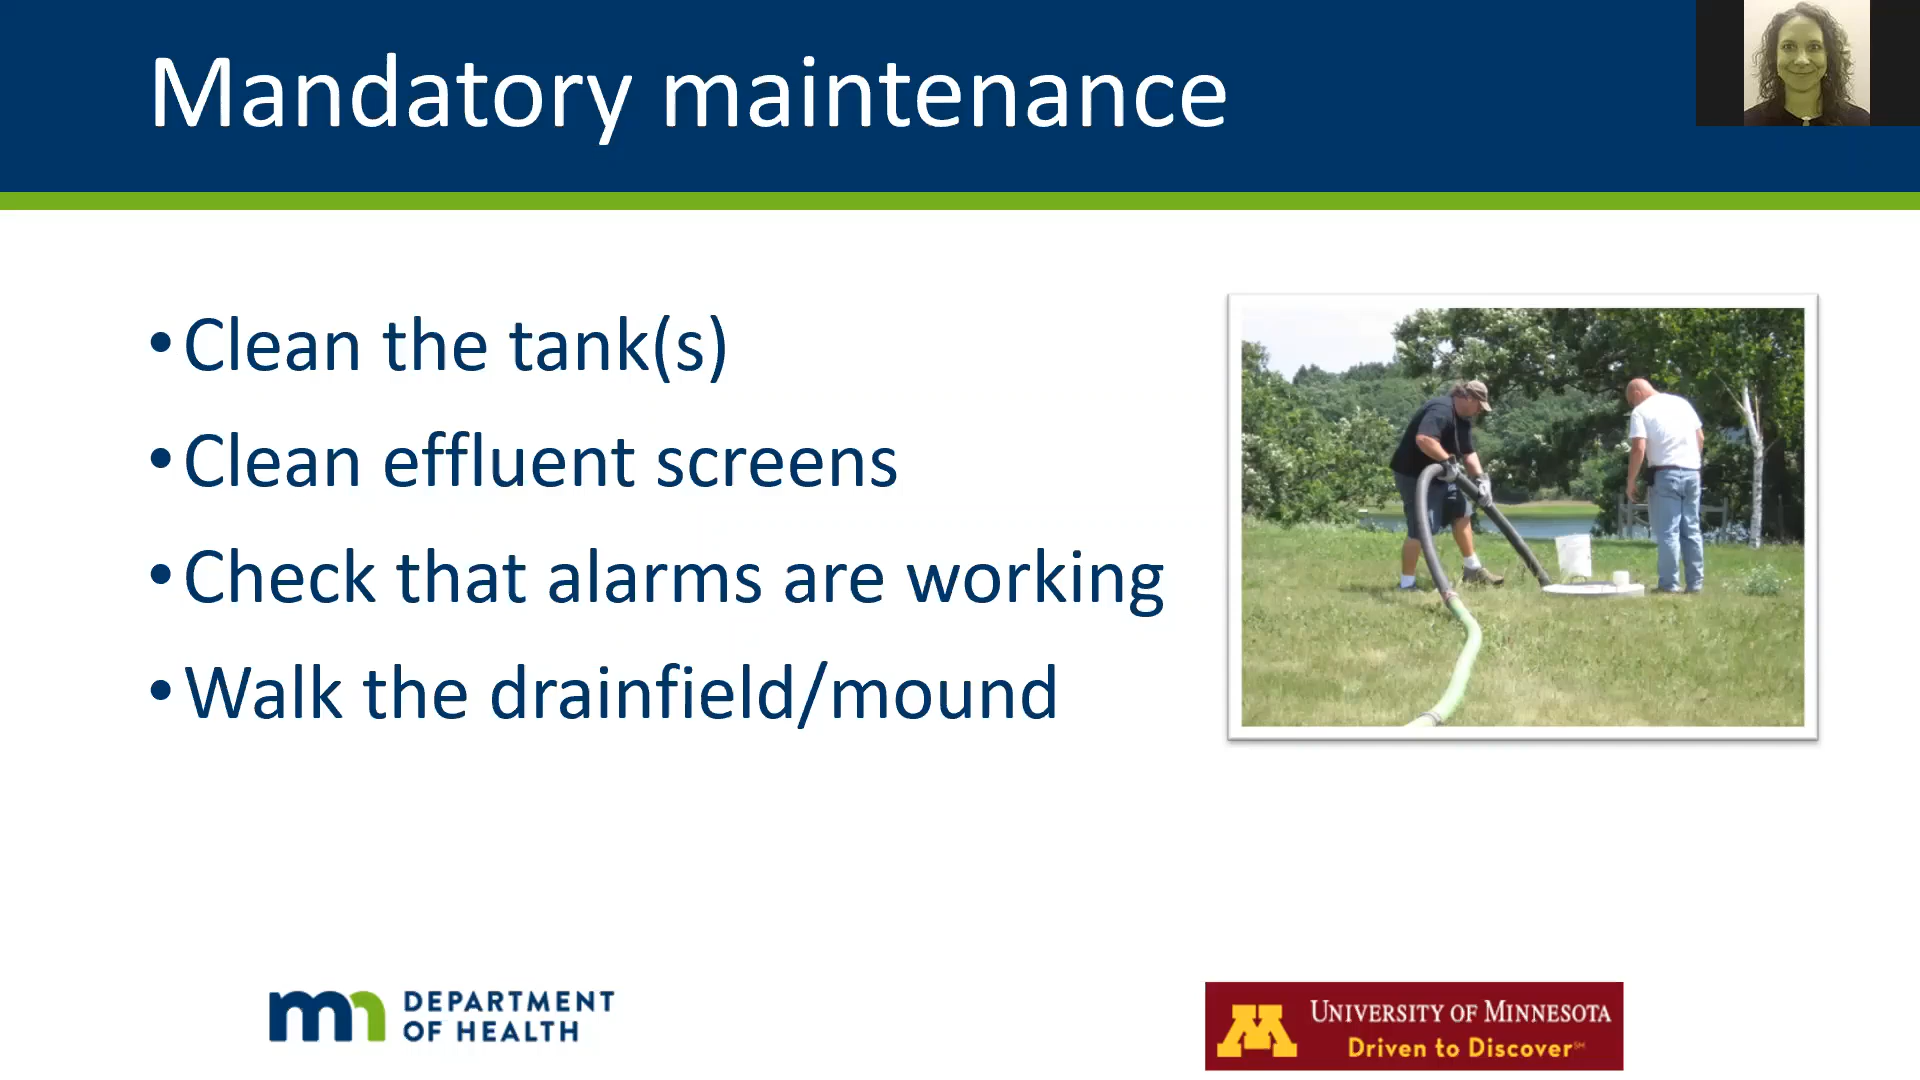 Mandatory maintenance
•Clean the tank(s)
•Clean effluent screens
•Check that alarms are working
•Walk the drainfield/mound
mn DEPARTMENT
OF HEALTH
M UNIVERSITY OF MINNESOTA
Driven to Discover℠